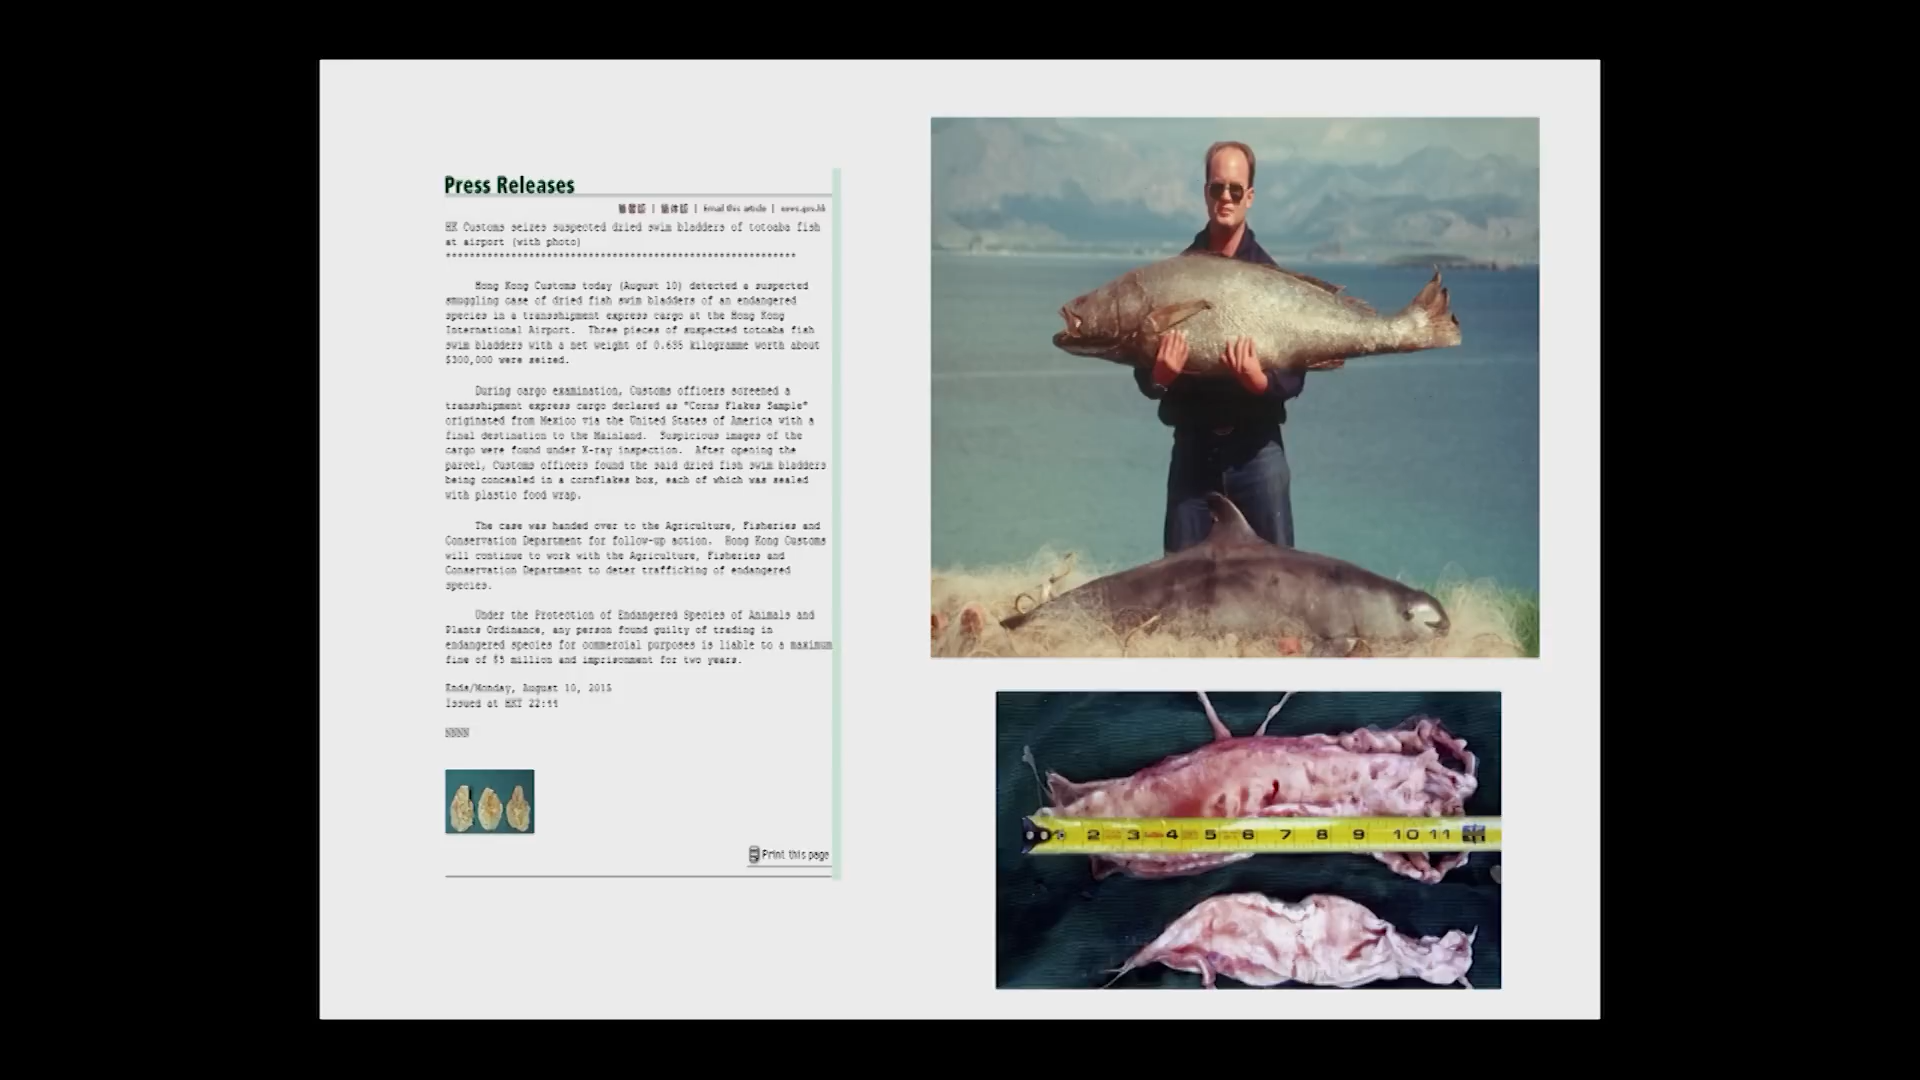 Press Releases
繁體版 | 簡体版 | Email this article | news.gov.hk
HK Customs seizes suspected dried swim bladders of totoaba fish
at airport (with photo)
***********************************************************
Hong Kong Customs today (August 10) detected a suspected
smuggling case of dried fish swim bladders of an endangered
species in a transshipment express cargo at the Hong Kong
International Airport. Three pieces of suspected totoaba fish
swim bladders with a net weight of 0.635 kilogramme worth about
$300,000 were seized.
During cargo examination, Customs officers screened a
transshipment express cargo declared as "Corns Flakes Sample"
originated from Mexico via the United States of America with a
final destination to the Mainland. Suspicious images of the
cargo were found under X-ray inspection. After opening the
parcel, Customs officers found the said dried fish swim bladders
being concealed in a cornflakes box, each of which was sealed
with plastic food wrap.
The case was handed over to the Agriculture, Fisheries and
Conservation Department for follow-up action. Hong Kong Customs
will continue to work with the Agriculture, Fisheries and
Conservation Department to deter trafficking of endangered
species.
Under the Protection of Endangered Species of Animals and
Plants Ordinance, any person found guilty of trading in
endangered species for commercial purposes is liable to a maximum
fine of $5 million and imprisonment for two years.
Ends/Monday, August 10, 2015
Issued at HKT 22:44
NNNN
Print this page
1 2 3 4 5 6 7 8 9 10 11